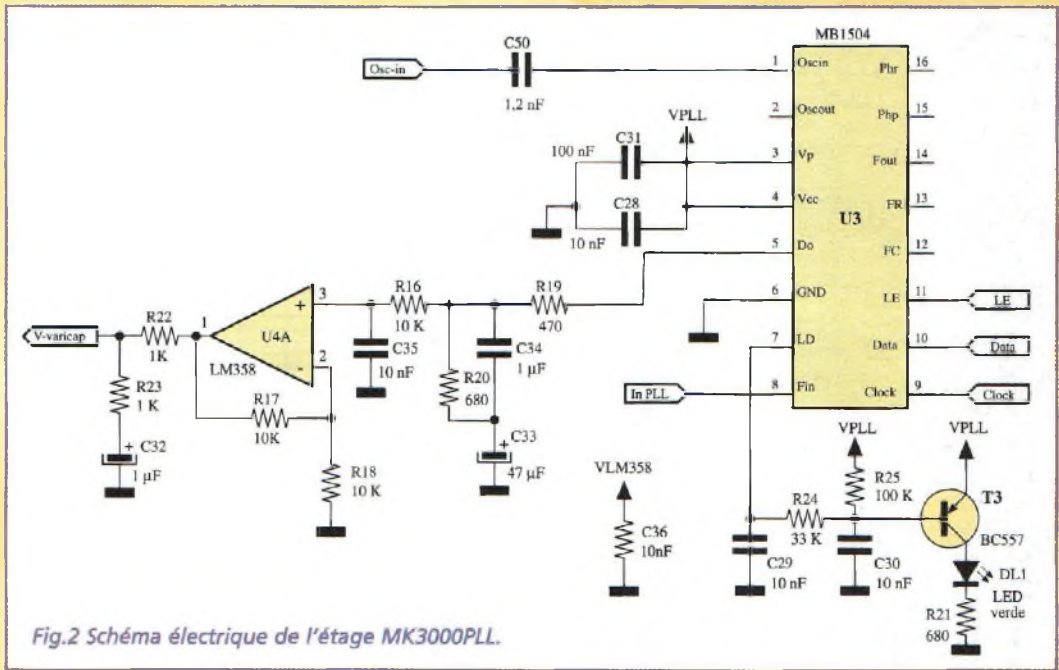 MB1504
C50
Osc-in
1,2 nF
1
Oscin
Phr
16
2
Oscout
Php
15
VPLL
C31
100 nF
3
Vp
Fout
14
4
Vcc
FR
13
C28
10 nF
U3
5
Do
FC
12
6
GND
LE
11
LE
7
LD
Data
10
Data
8
Fin
Clock
9
Clock
In PLL
R16
10 K
R19
470
V-varicap
R22
1K
1
U4A
LM358
+
3
-
2
C35
10 nF
C34
1 µF
R20
680
R23
1 K
R17
10K
C32
+
1 µF
R18
10 K
C33
+
47 µF
VLM358
C36
10nF
VPLL
VPLL
R25
100 K
R24
33 K
T3
BC557
C29
10 nF
C30
10 nF
DL1
LED
verde
R21
680
Fig.2 Schéma électrique de l'étage MK3000PLL.